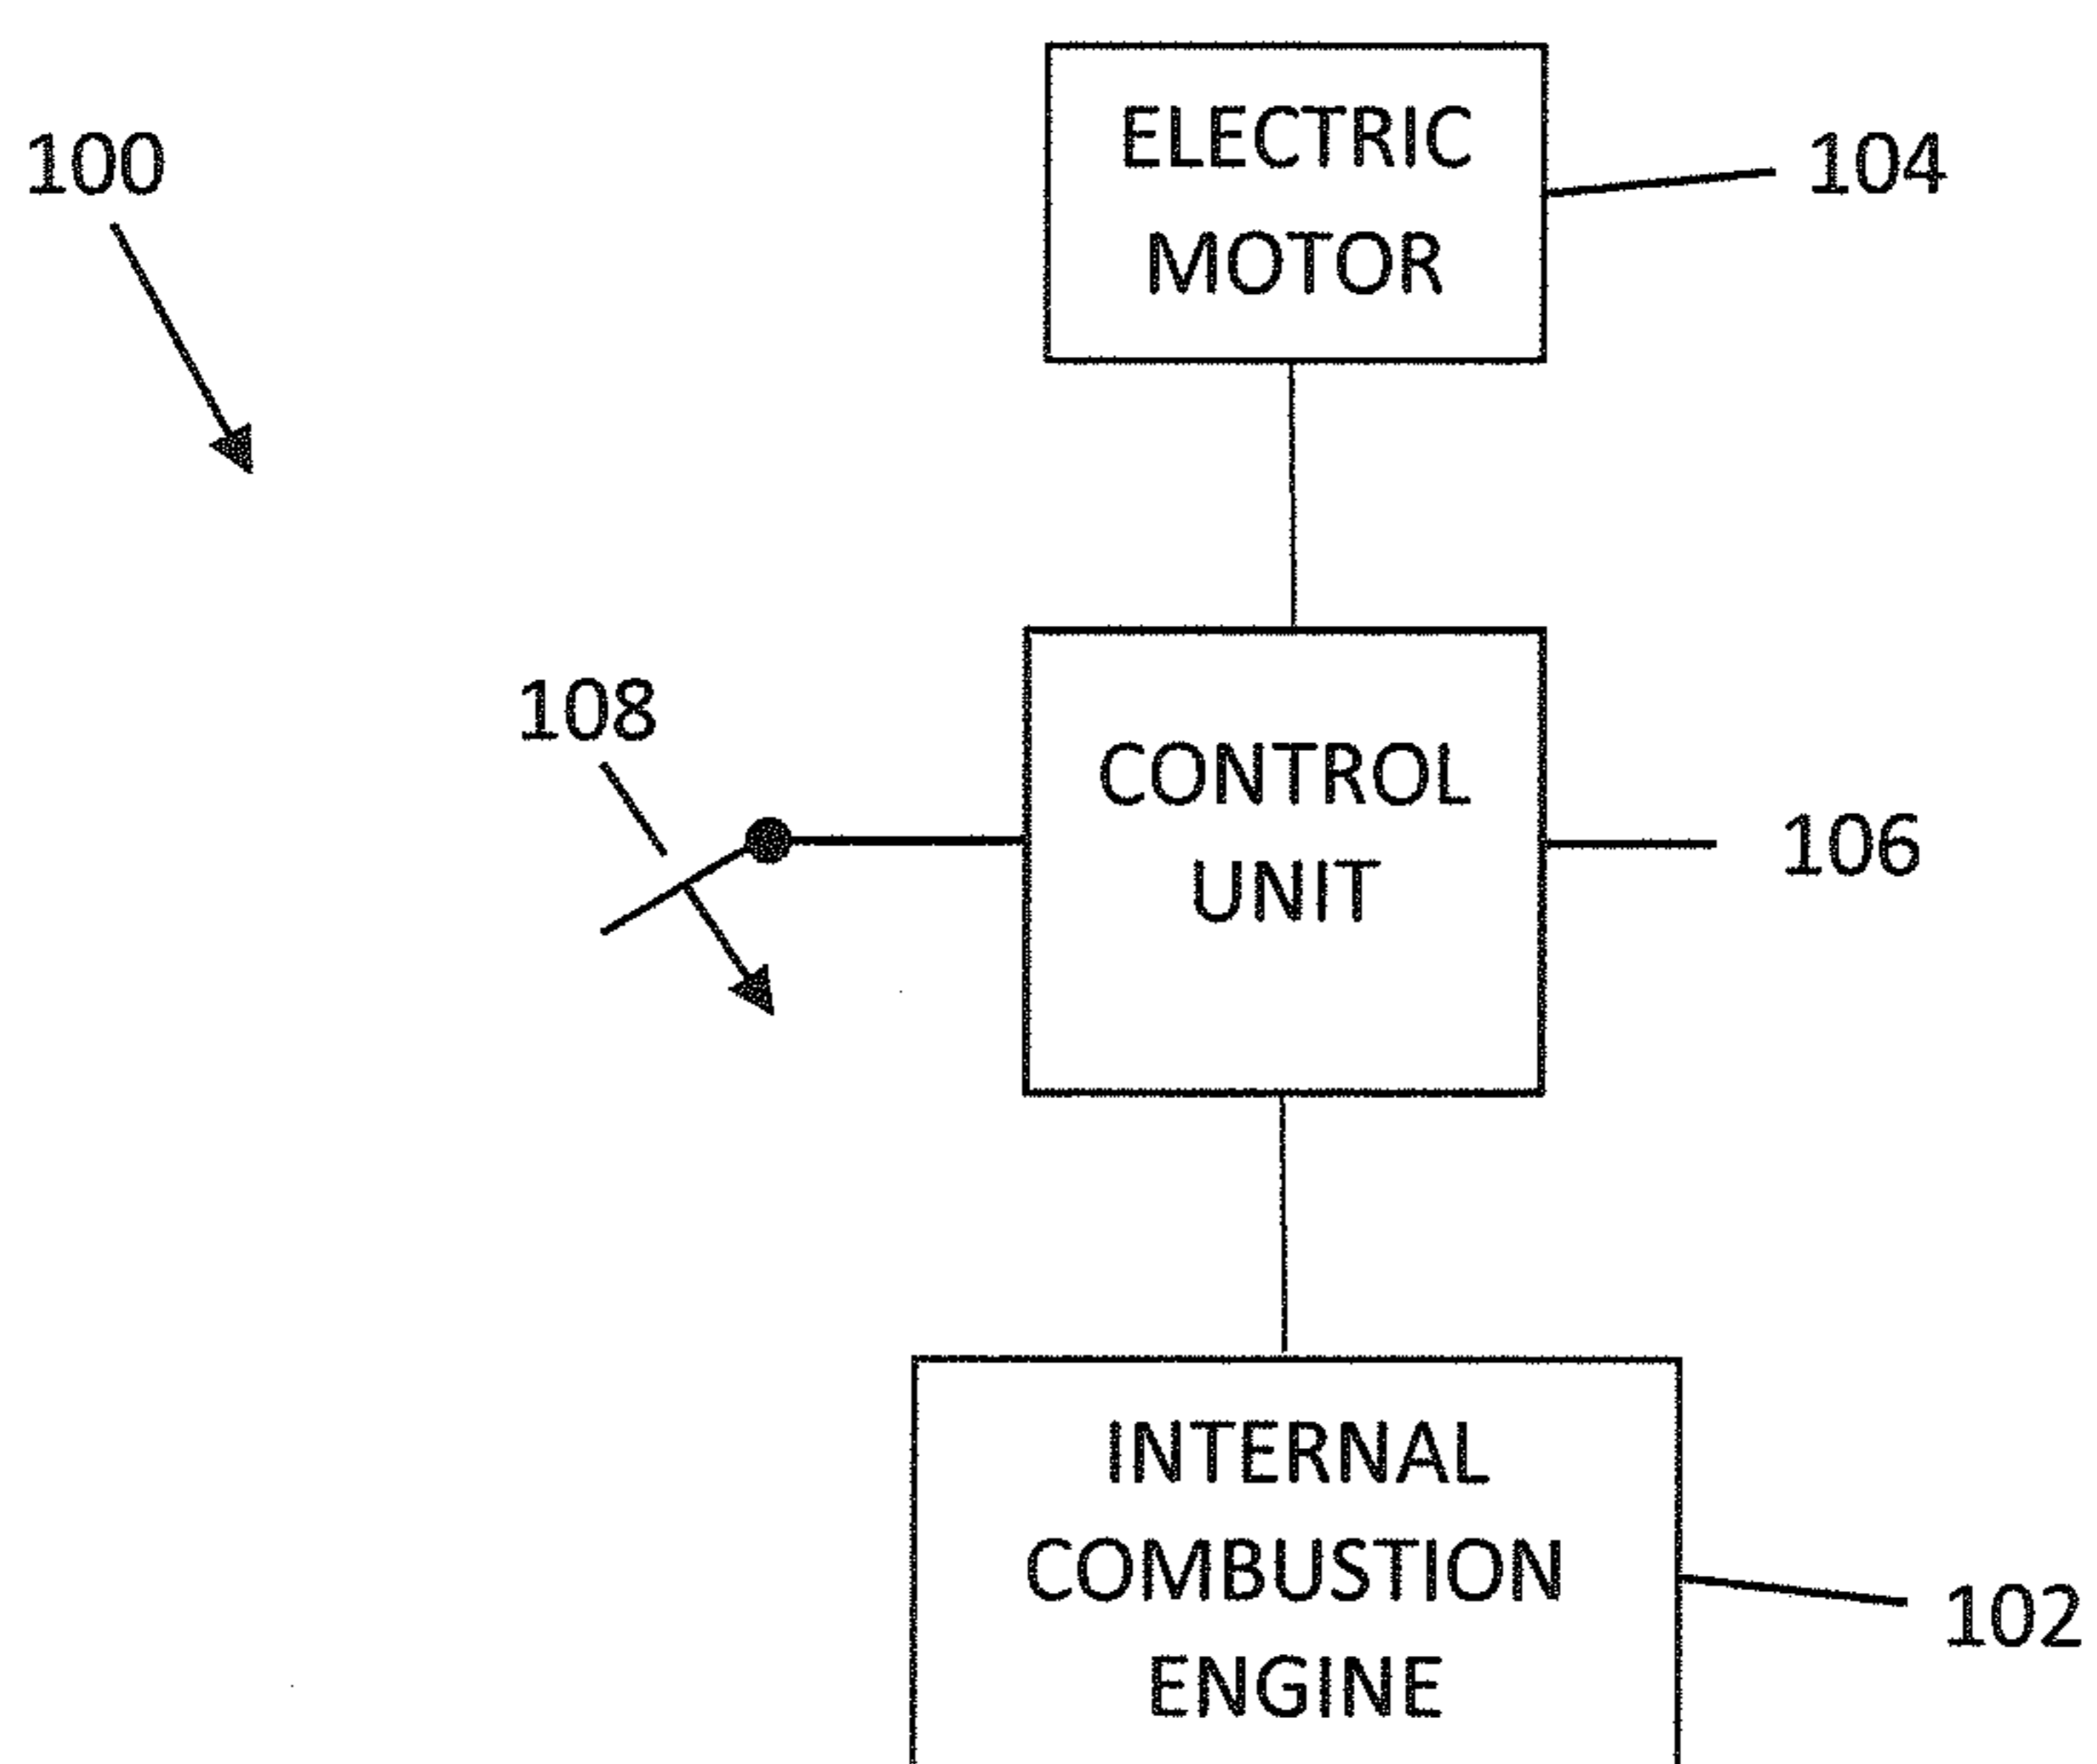 100
ELECTRIC
MOTOR
104
108
CONTROL
UNIT
106
INTERNAL
COMBUSTION
ENGINE
102